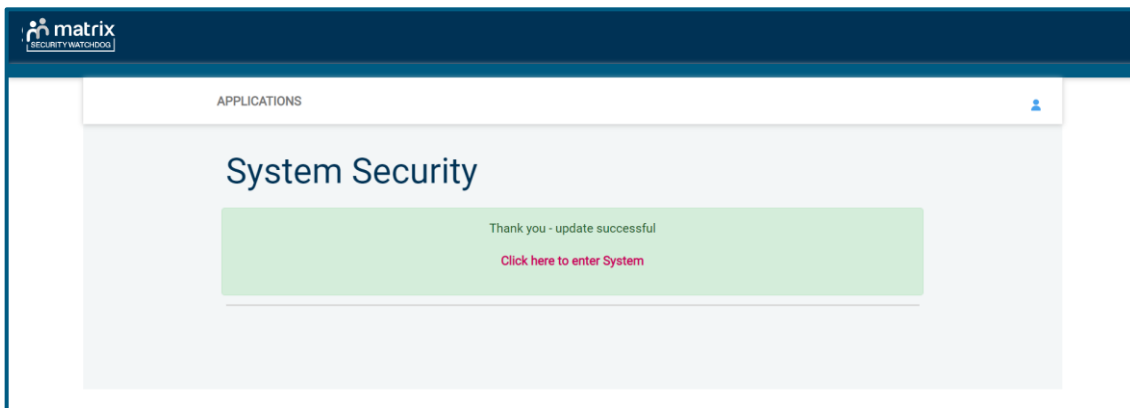 matrix
SECURITY WATCHDOG
APPLICATIONS
System Security
Thank you - update successful
Click here to enter System